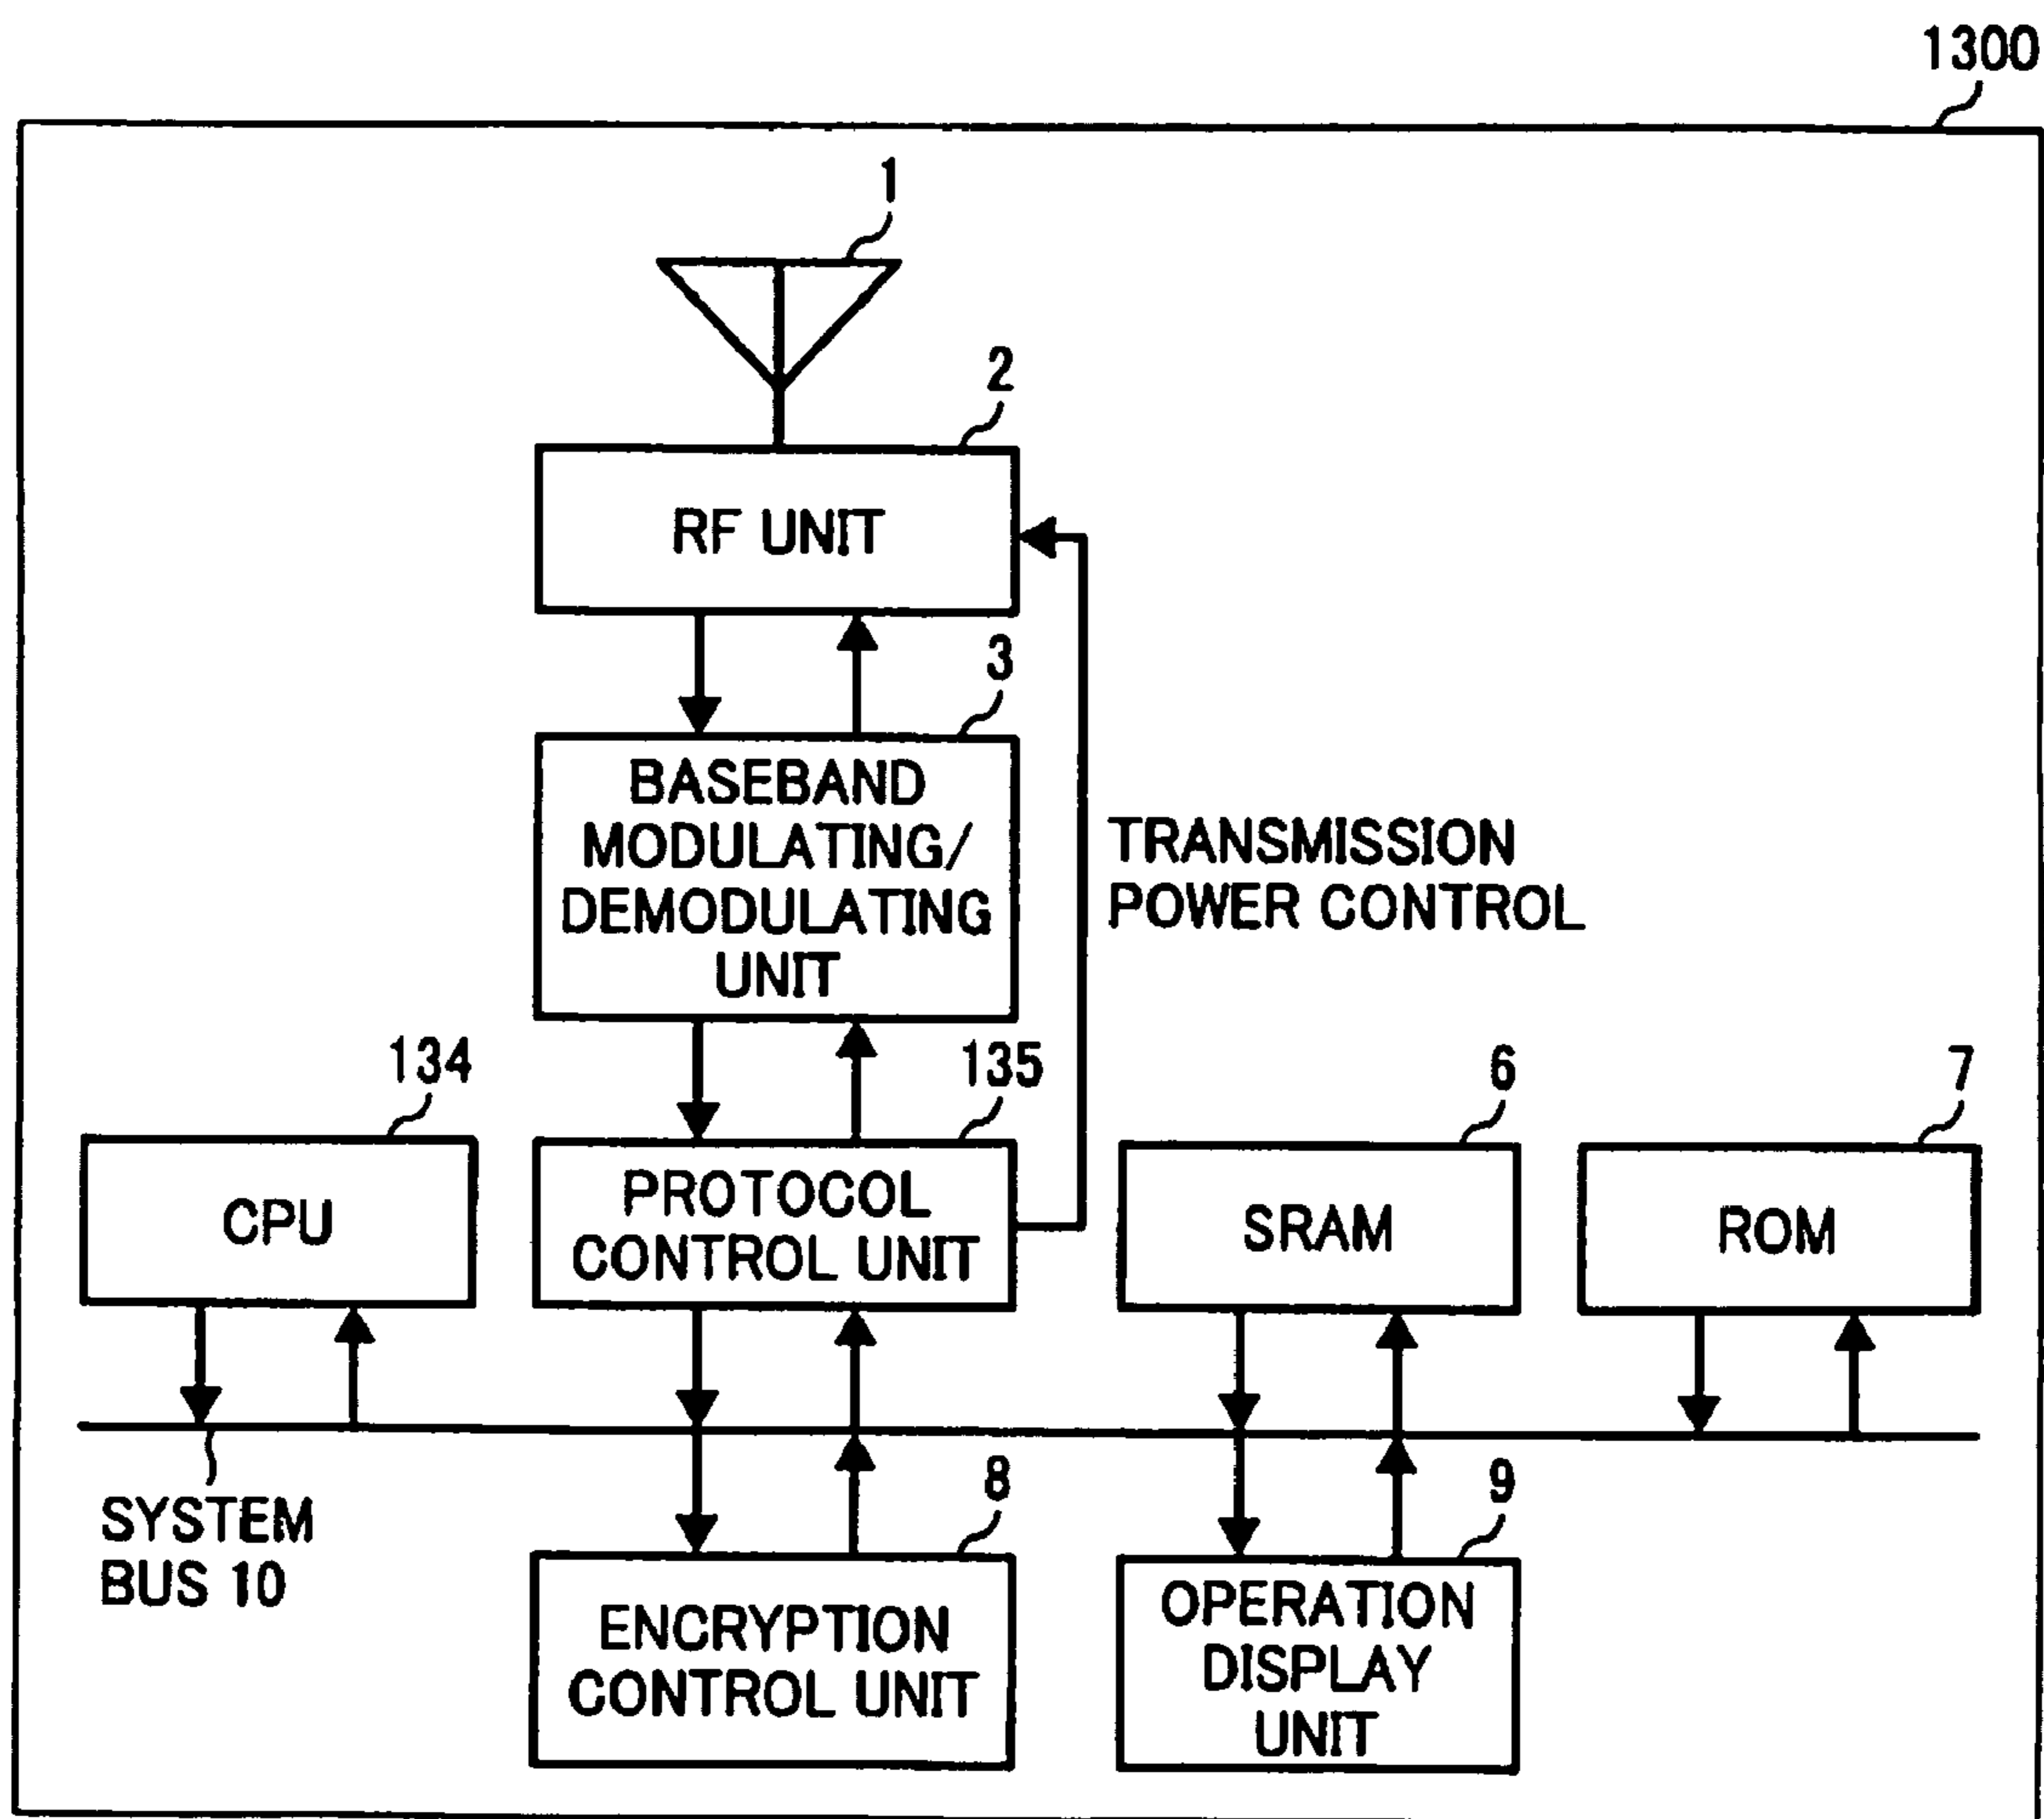 1300
1
2
RF UNIT
3
BASEBAND
MODULATING/
DEMODULATING
UNIT
TRANSMISSION
POWER CONTROL
134
135
6
7
CPU
PROTOCOL
CONTROL UNIT
SRAM
ROM
SYSTEM
BUS 10
8
9
ENCRYPTION
CONTROL UNIT
OPERATION
DISPLAY
UNIT